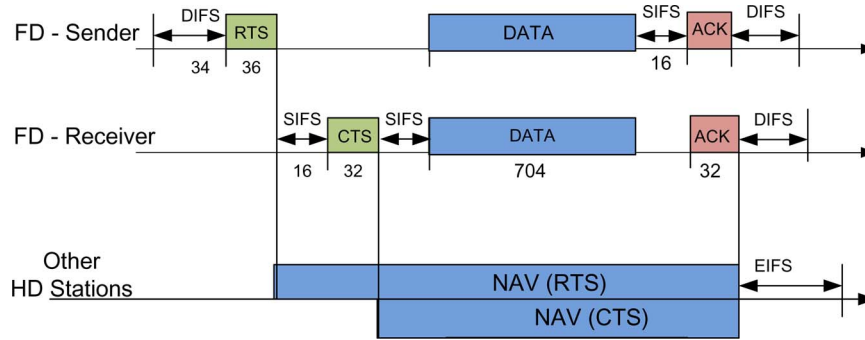 DIFS
SIFS
DIFS
FD - Sender
RTS
DATA
ACK
34
36
16
SIFS
SIFS
DIFS
FD - Receiver
CTS
DATA
ACK
16
32
704
32
Other
HD Stations
NAV (RTS)
EIFS
NAV (CTS)